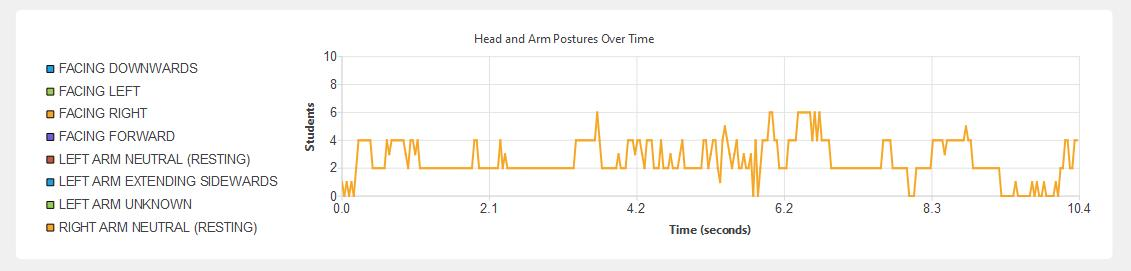 Head and Arm Postures Over Time
FACING DOWNWARDS
FACING LEFT
FACING RIGHT
FACING FORWARD
LEFT ARM NEUTRAL (RESTING)
LEFT ARM EXTENDING SIDEWARDS
LEFT ARM UNKNOWN
RIGHT ARM NEUTRAL (RESTING)
Students
10
8
6
4
2
0
0.0 2.1 4.2 6.2 8.3 10.4
Time (seconds)